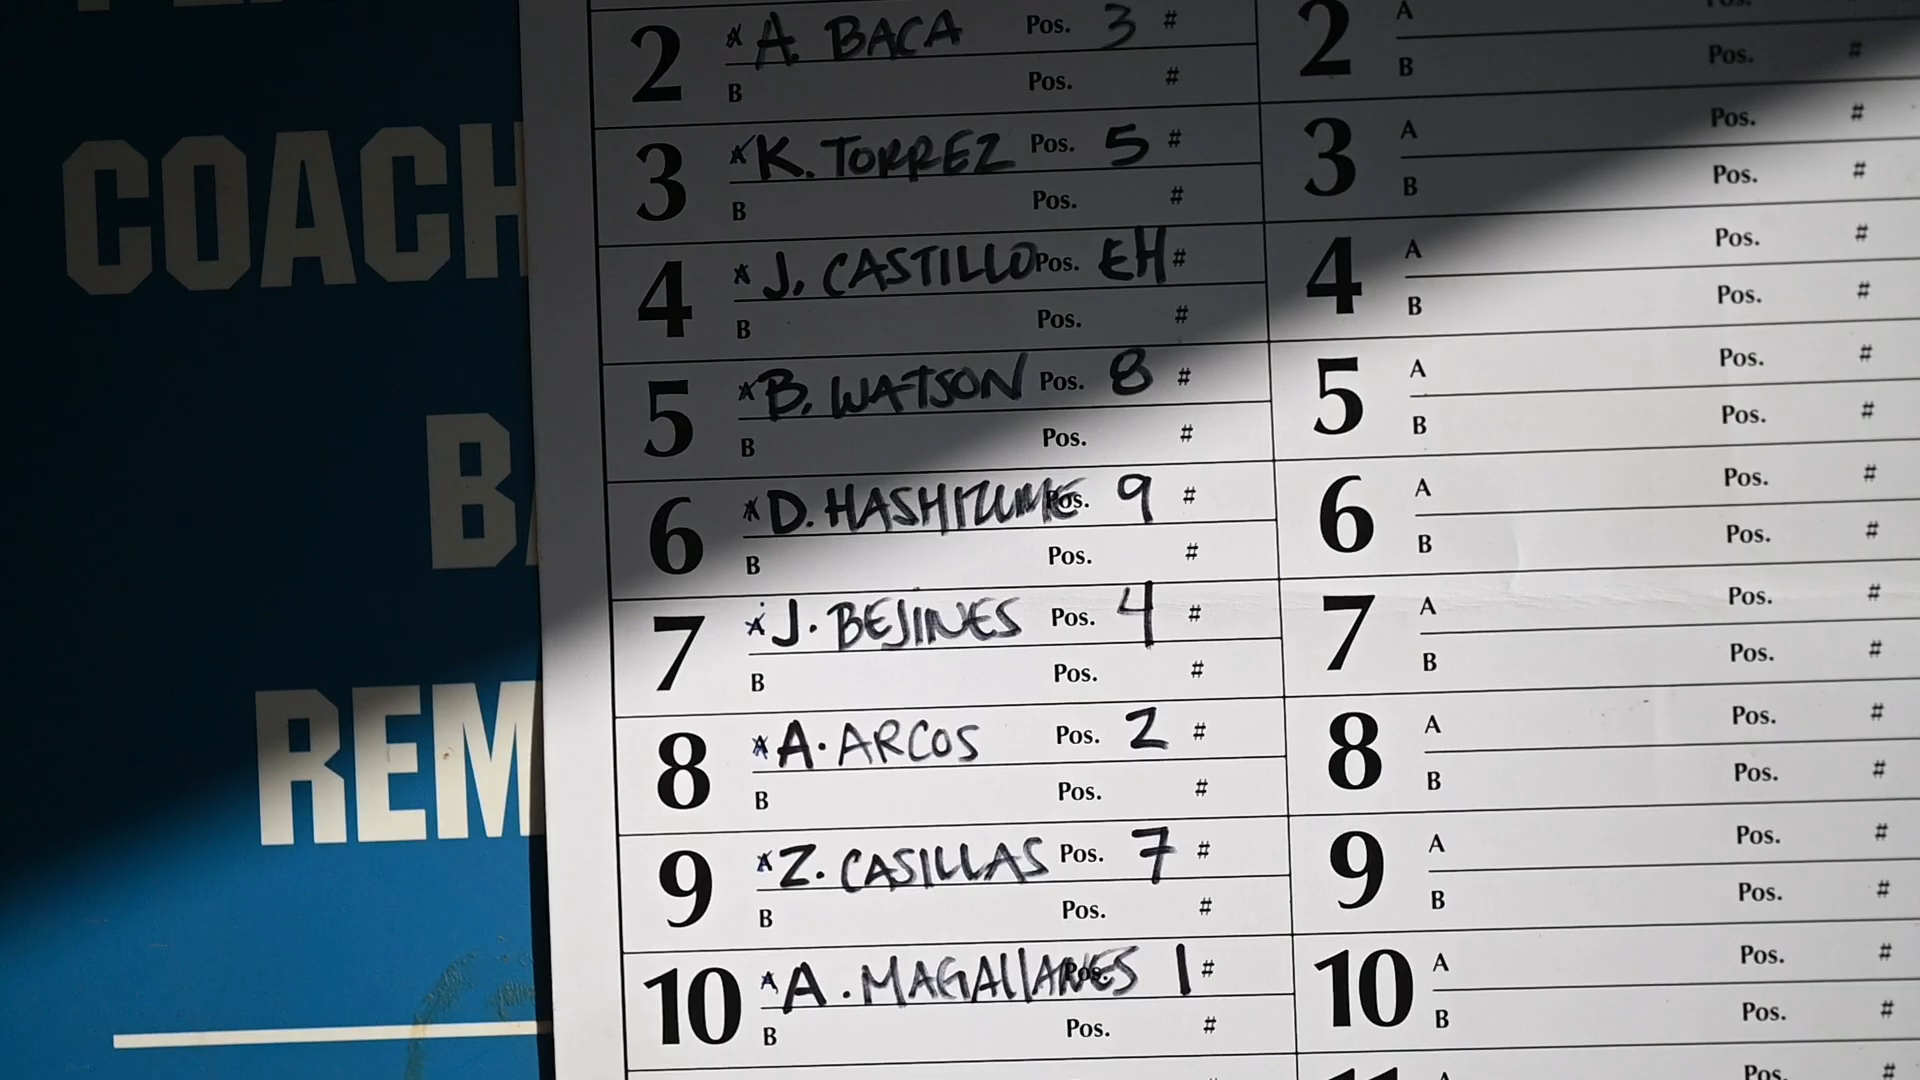 COACH
BA
REM
2 A A. BACA Pos. 3 # 2 A
B Pos. # B Pos. #
3 A K. TORREZ Pos. 5 # 3 A Pos. #
B Pos. # B Pos. #
4 A J. CASTILLO Pos. EH # 4 A Pos. #
B Pos. # B Pos. #
5 A B. WATSON Pos. 8 # 5 A Pos. #
B Pos. # B Pos. #
6 A D. HASHIZUME Pos. 9 # 6 A Pos. #
B Pos. # B Pos. #
7 A J. BEJINES Pos. 4 # 7 A Pos. #
B Pos. # B Pos. #
8 A A. ARCOS Pos. 2 # 8 A Pos. #
B Pos. # B Pos. #
9 A Z. CASILLAS Pos. 7 # 9 A Pos. #
B Pos. # B Pos. #
10 A A. MAGALLANES Pos. 1 # 10 A Pos. #
B Pos. # B Pos. #
11 A Pos. #